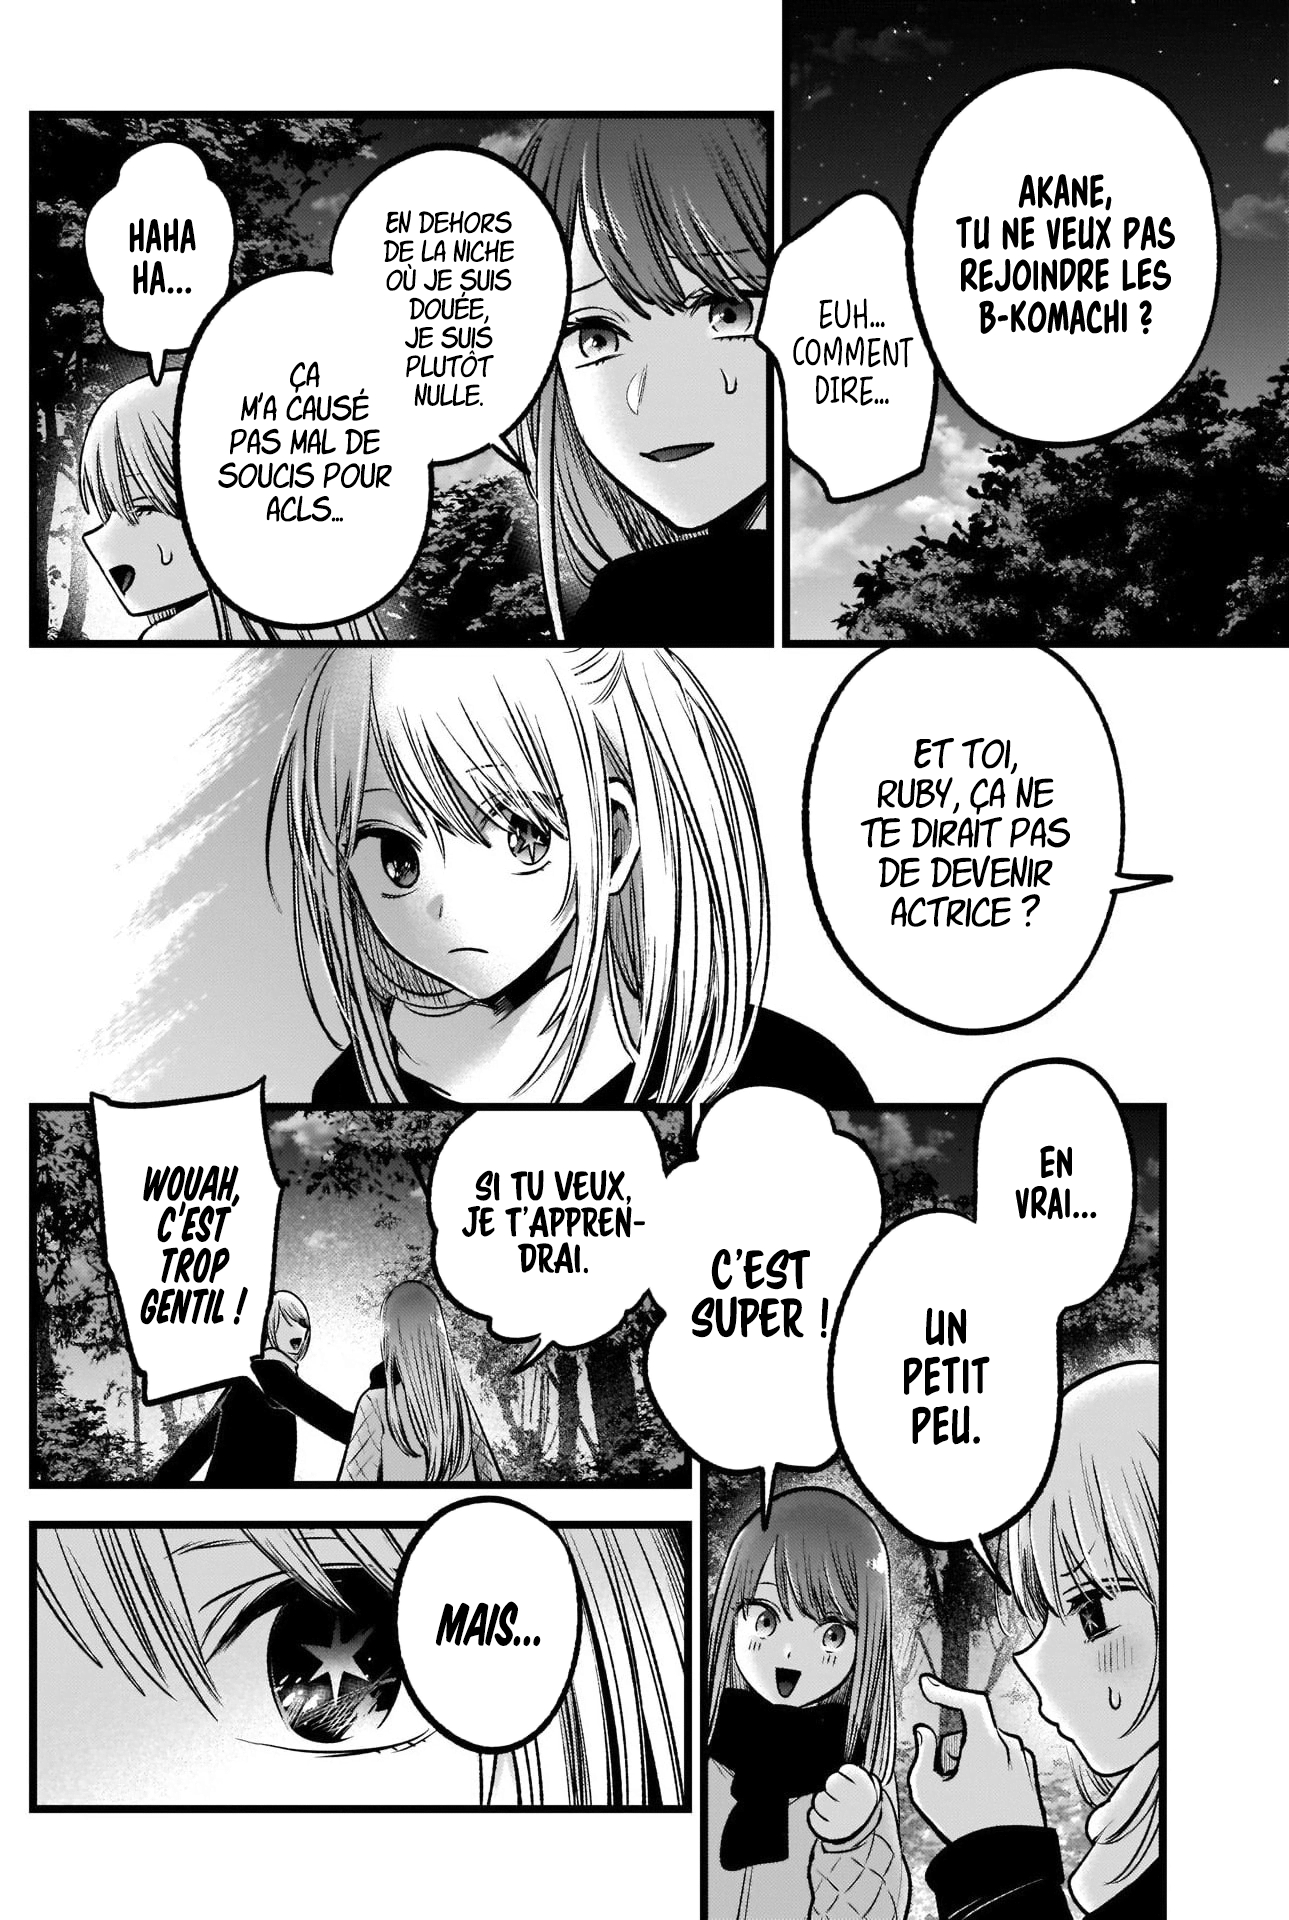 AKANE,
TU NE VEUX PAS
REJOINDRE LES
B-KOMACHI ?
EUH...
COMMENT
DIRE...
EN DEHORS
DE LA NICHE
OÙ JE SUIS
DOUÉE,
JE SUIS
PLUTÔT
NULLE.
ÇA
M'A CAUSÉ
PAS MAL DE
SOUCIS POUR
ACLS...
HAHA
HA...
ET TOI,
RUBY, ÇA NE
TE DIRAIT PAS
DE DEVENIR
ACTRICE ?
EN
VRAI...
UN
PETIT
PEU.
C'EST
SUPER !
SI TU VEUX,
JE T'APPREN-
DRAI.
WOUAH,
C'EST
TROP
GENTIL !
MAIS...